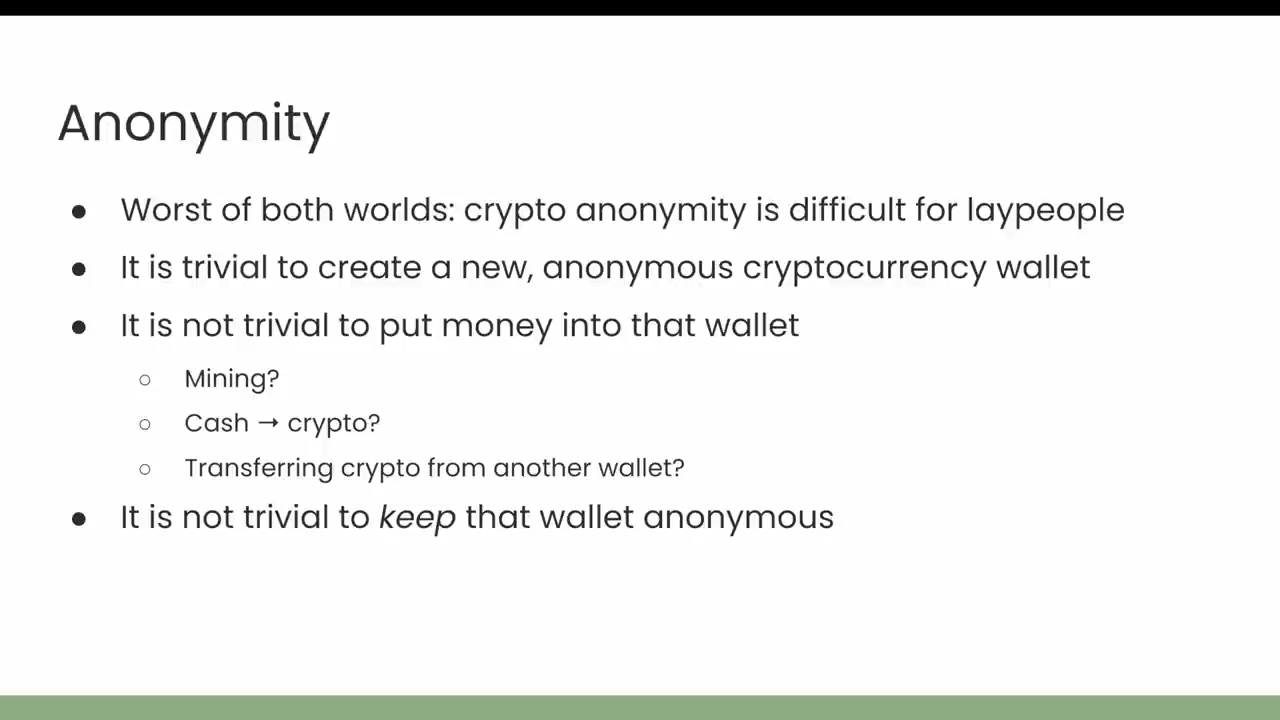 Anonymity
● Worst of both worlds: crypto anonymity is difficult for laypeople
● It is trivial to create a new, anonymous cryptocurrency wallet
● It is not trivial to put money into that wallet
○ Mining?
○ Cash → crypto?
○ Transferring crypto from another wallet?
● It is not trivial to keep that wallet anonymous